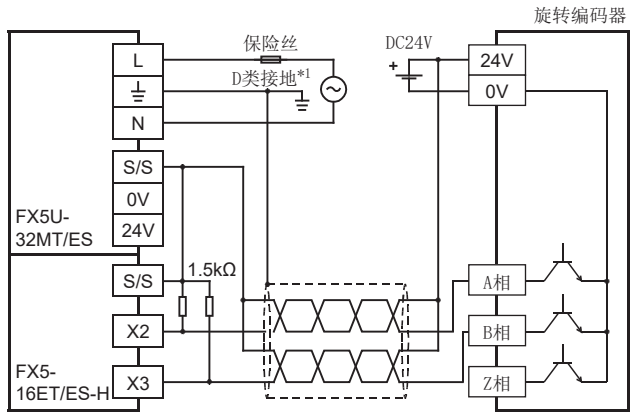 旋转编码器
保险丝
DC24V
L
D类接地*1
+
24V
0V
N
S/S
0V
24V
FX5U-
32MT/ES
S/S
1.5kΩ
A相
X2
B相
FX5-
16ET/ES-H
X3
Z相